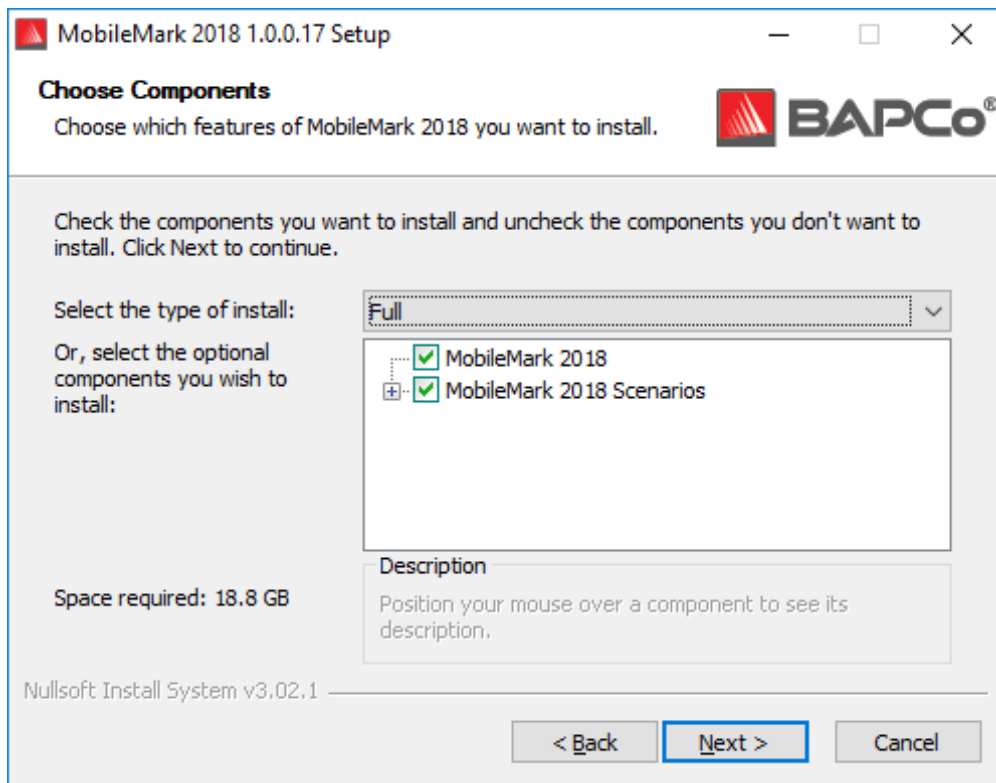 MobileMark 2018 1.0.0.17 Setup
Choose Components
Choose which features of MobileMark 2018 you want to install.
BAPCo®
Check the components you want to install and uncheck the components you don't want to
install. Click Next to continue.
Select the type of install:
Full
Or, select the optional
components you wish to
install:
MobileMark 2018
MobileMark 2018 Scenarios
Space required: 18.8 GB
Description
Position your mouse over a component to see its
description.
Nullsoft Install System v3.02.1
< Back
Next >
Cancel